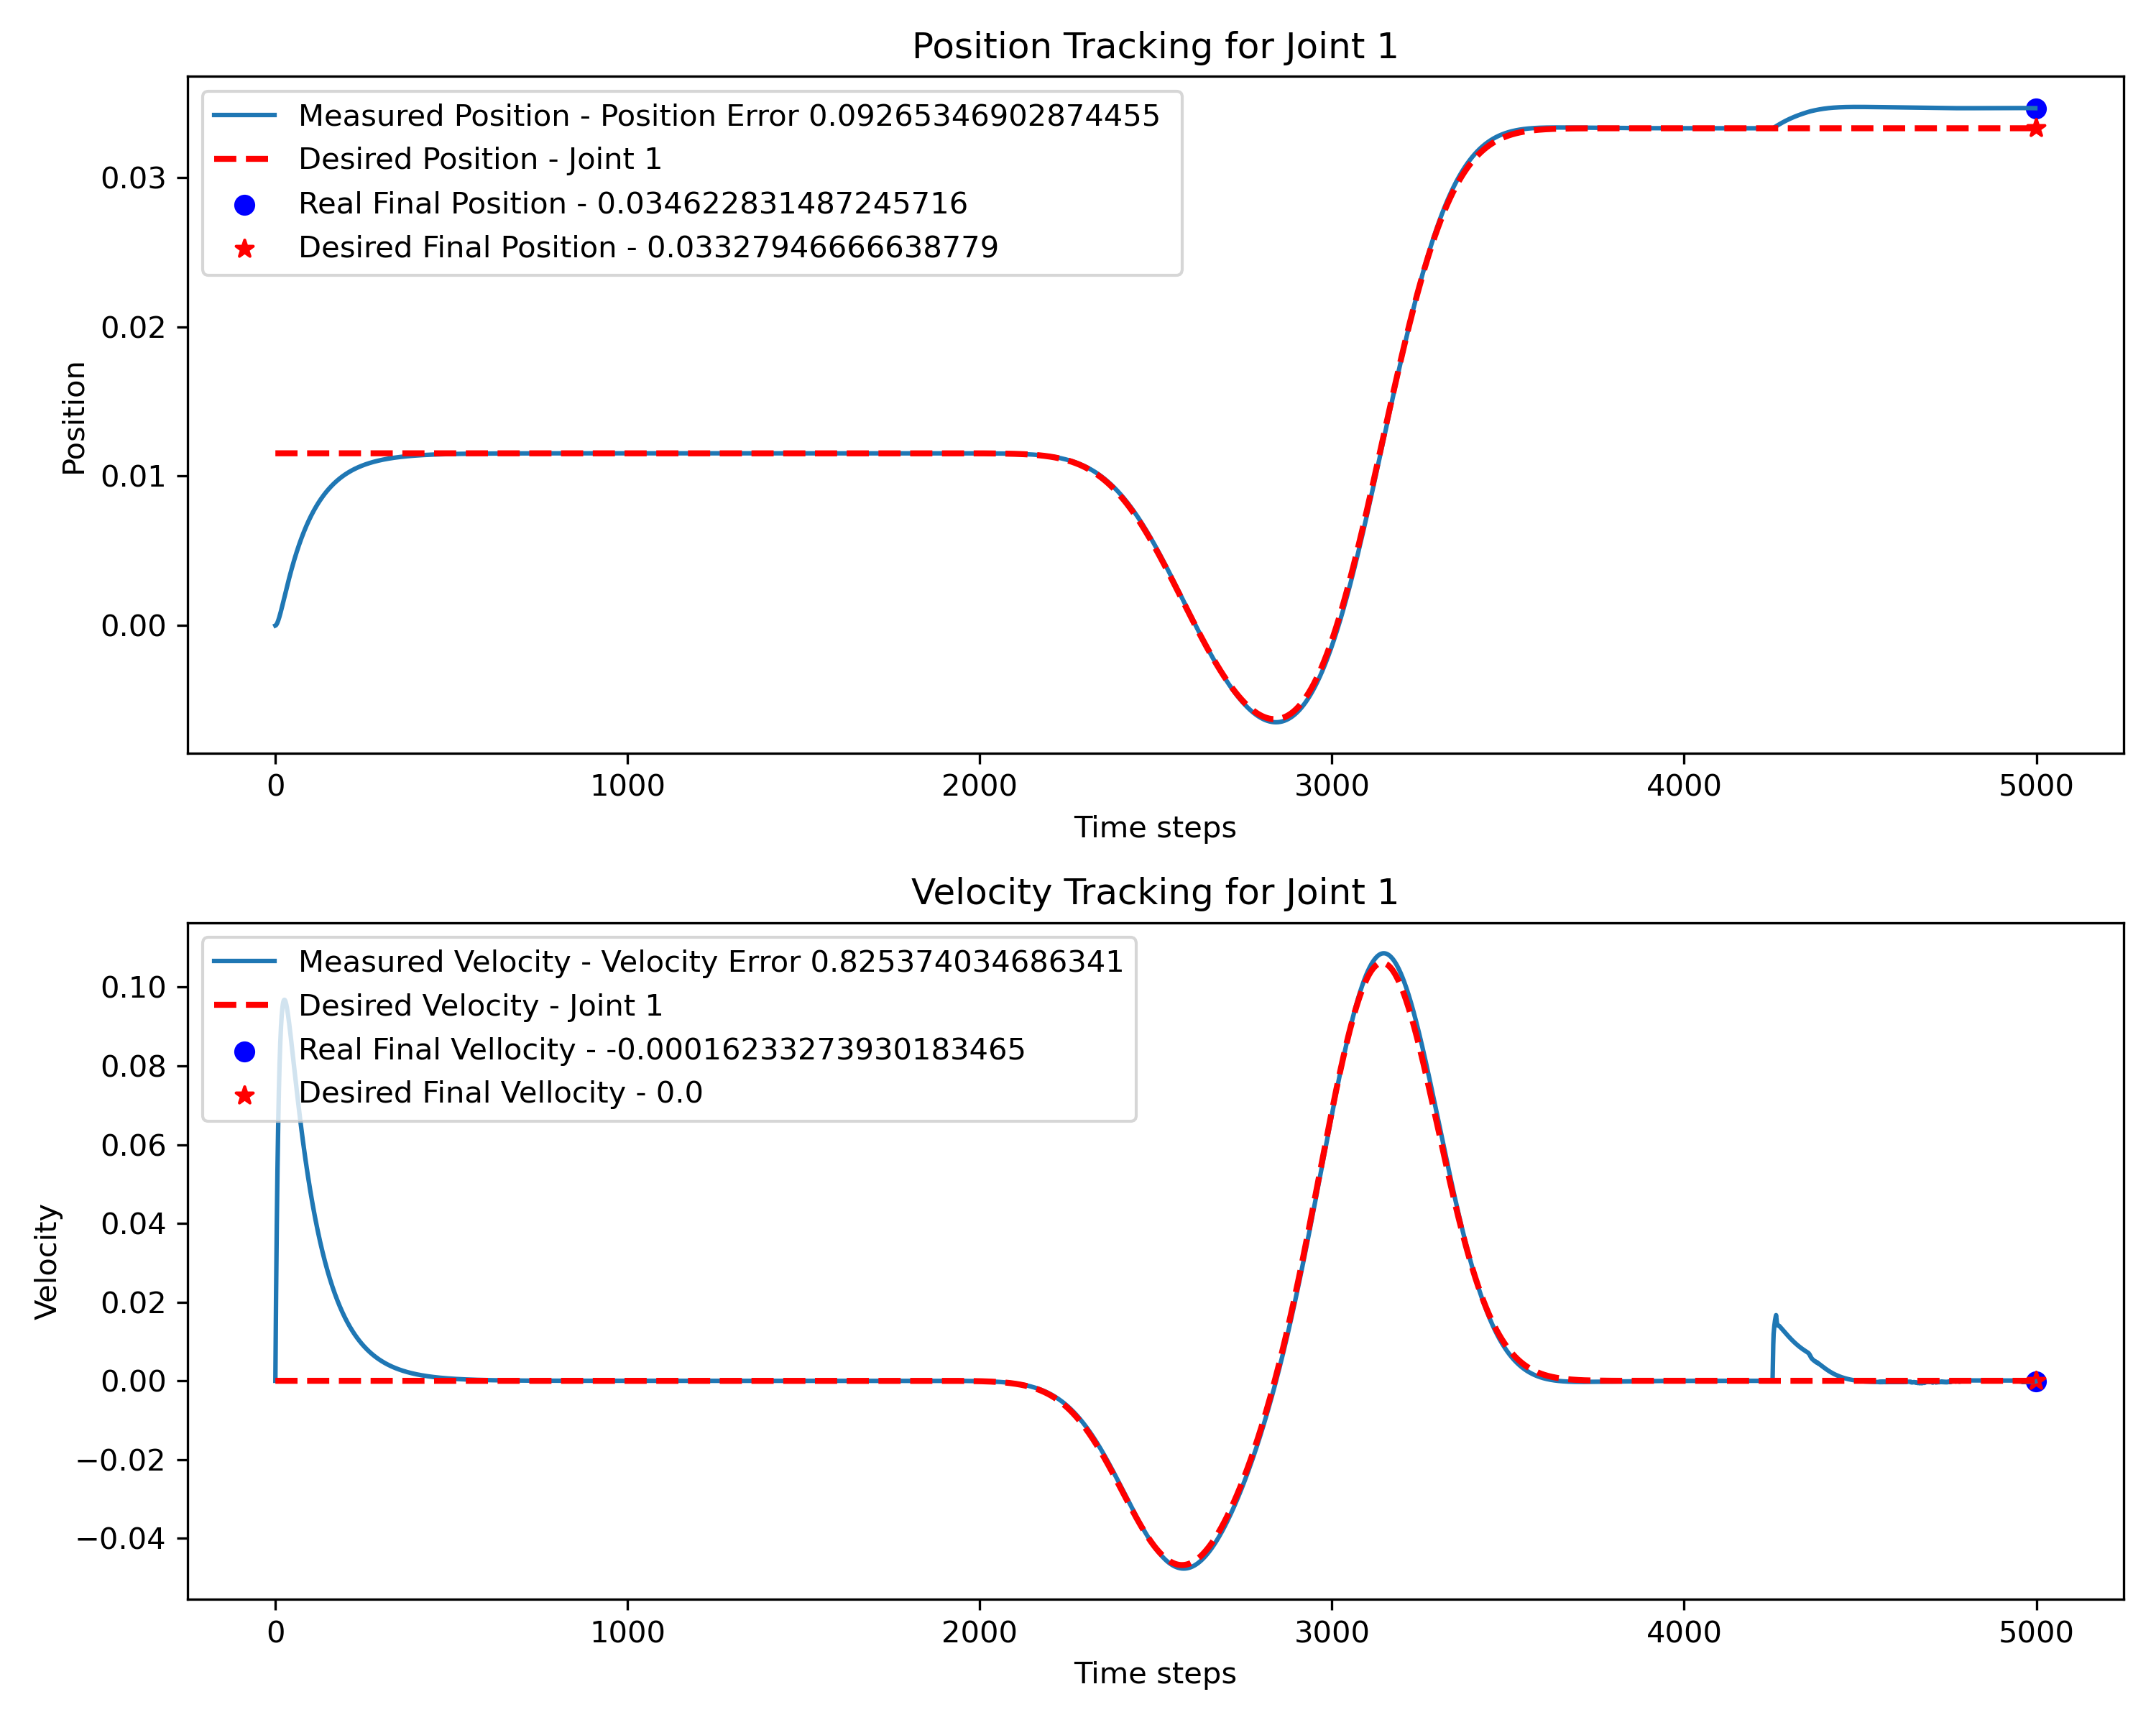 Position Tracking for Joint 1
Measured Position - Position Error 0.09265346902874455
Desired Position - Joint 1
Real Final Position - 0.034622831487245716
Desired Final Position - 0.03327946666638779
0.03
0.02
0.01
0.00
Position
0 1000 2000 3000 4000 5000
Time steps
Velocity Tracking for Joint 1
Measured Velocity - Velocity Error 0.825374034686341
Desired Velocity - Joint 1
Real Final Vellocity - -0.00016233273930183465
Desired Final Vellocity - 0.0
0.10
0.08
0.06
0.04
0.02
0.00
−0.02
−0.04
Velocity
0 1000 2000 3000 4000 5000
Time steps